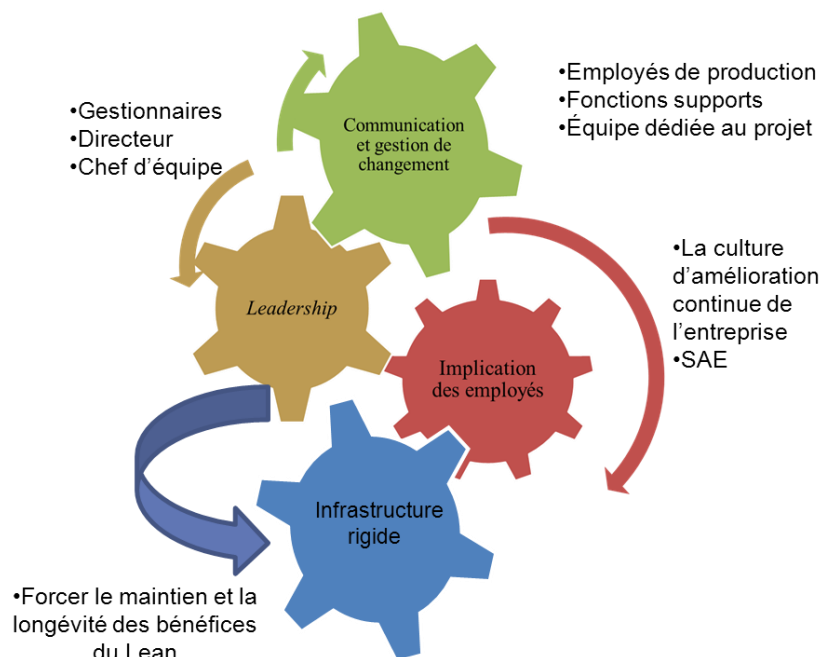 •Gestionnaires
•Directeur
•Chef d'équipe
Communication
et gestion de
changement
•Employés de production
•Fonctions supports
•Équipe dédiée au projet
Leadership
•La culture
d'amélioration
continue de
l'entreprise
•SAE
Implication
des employés
Infrastructure
rigide
•Forcer le maintien et la
longévité des bénéfices
du Lean